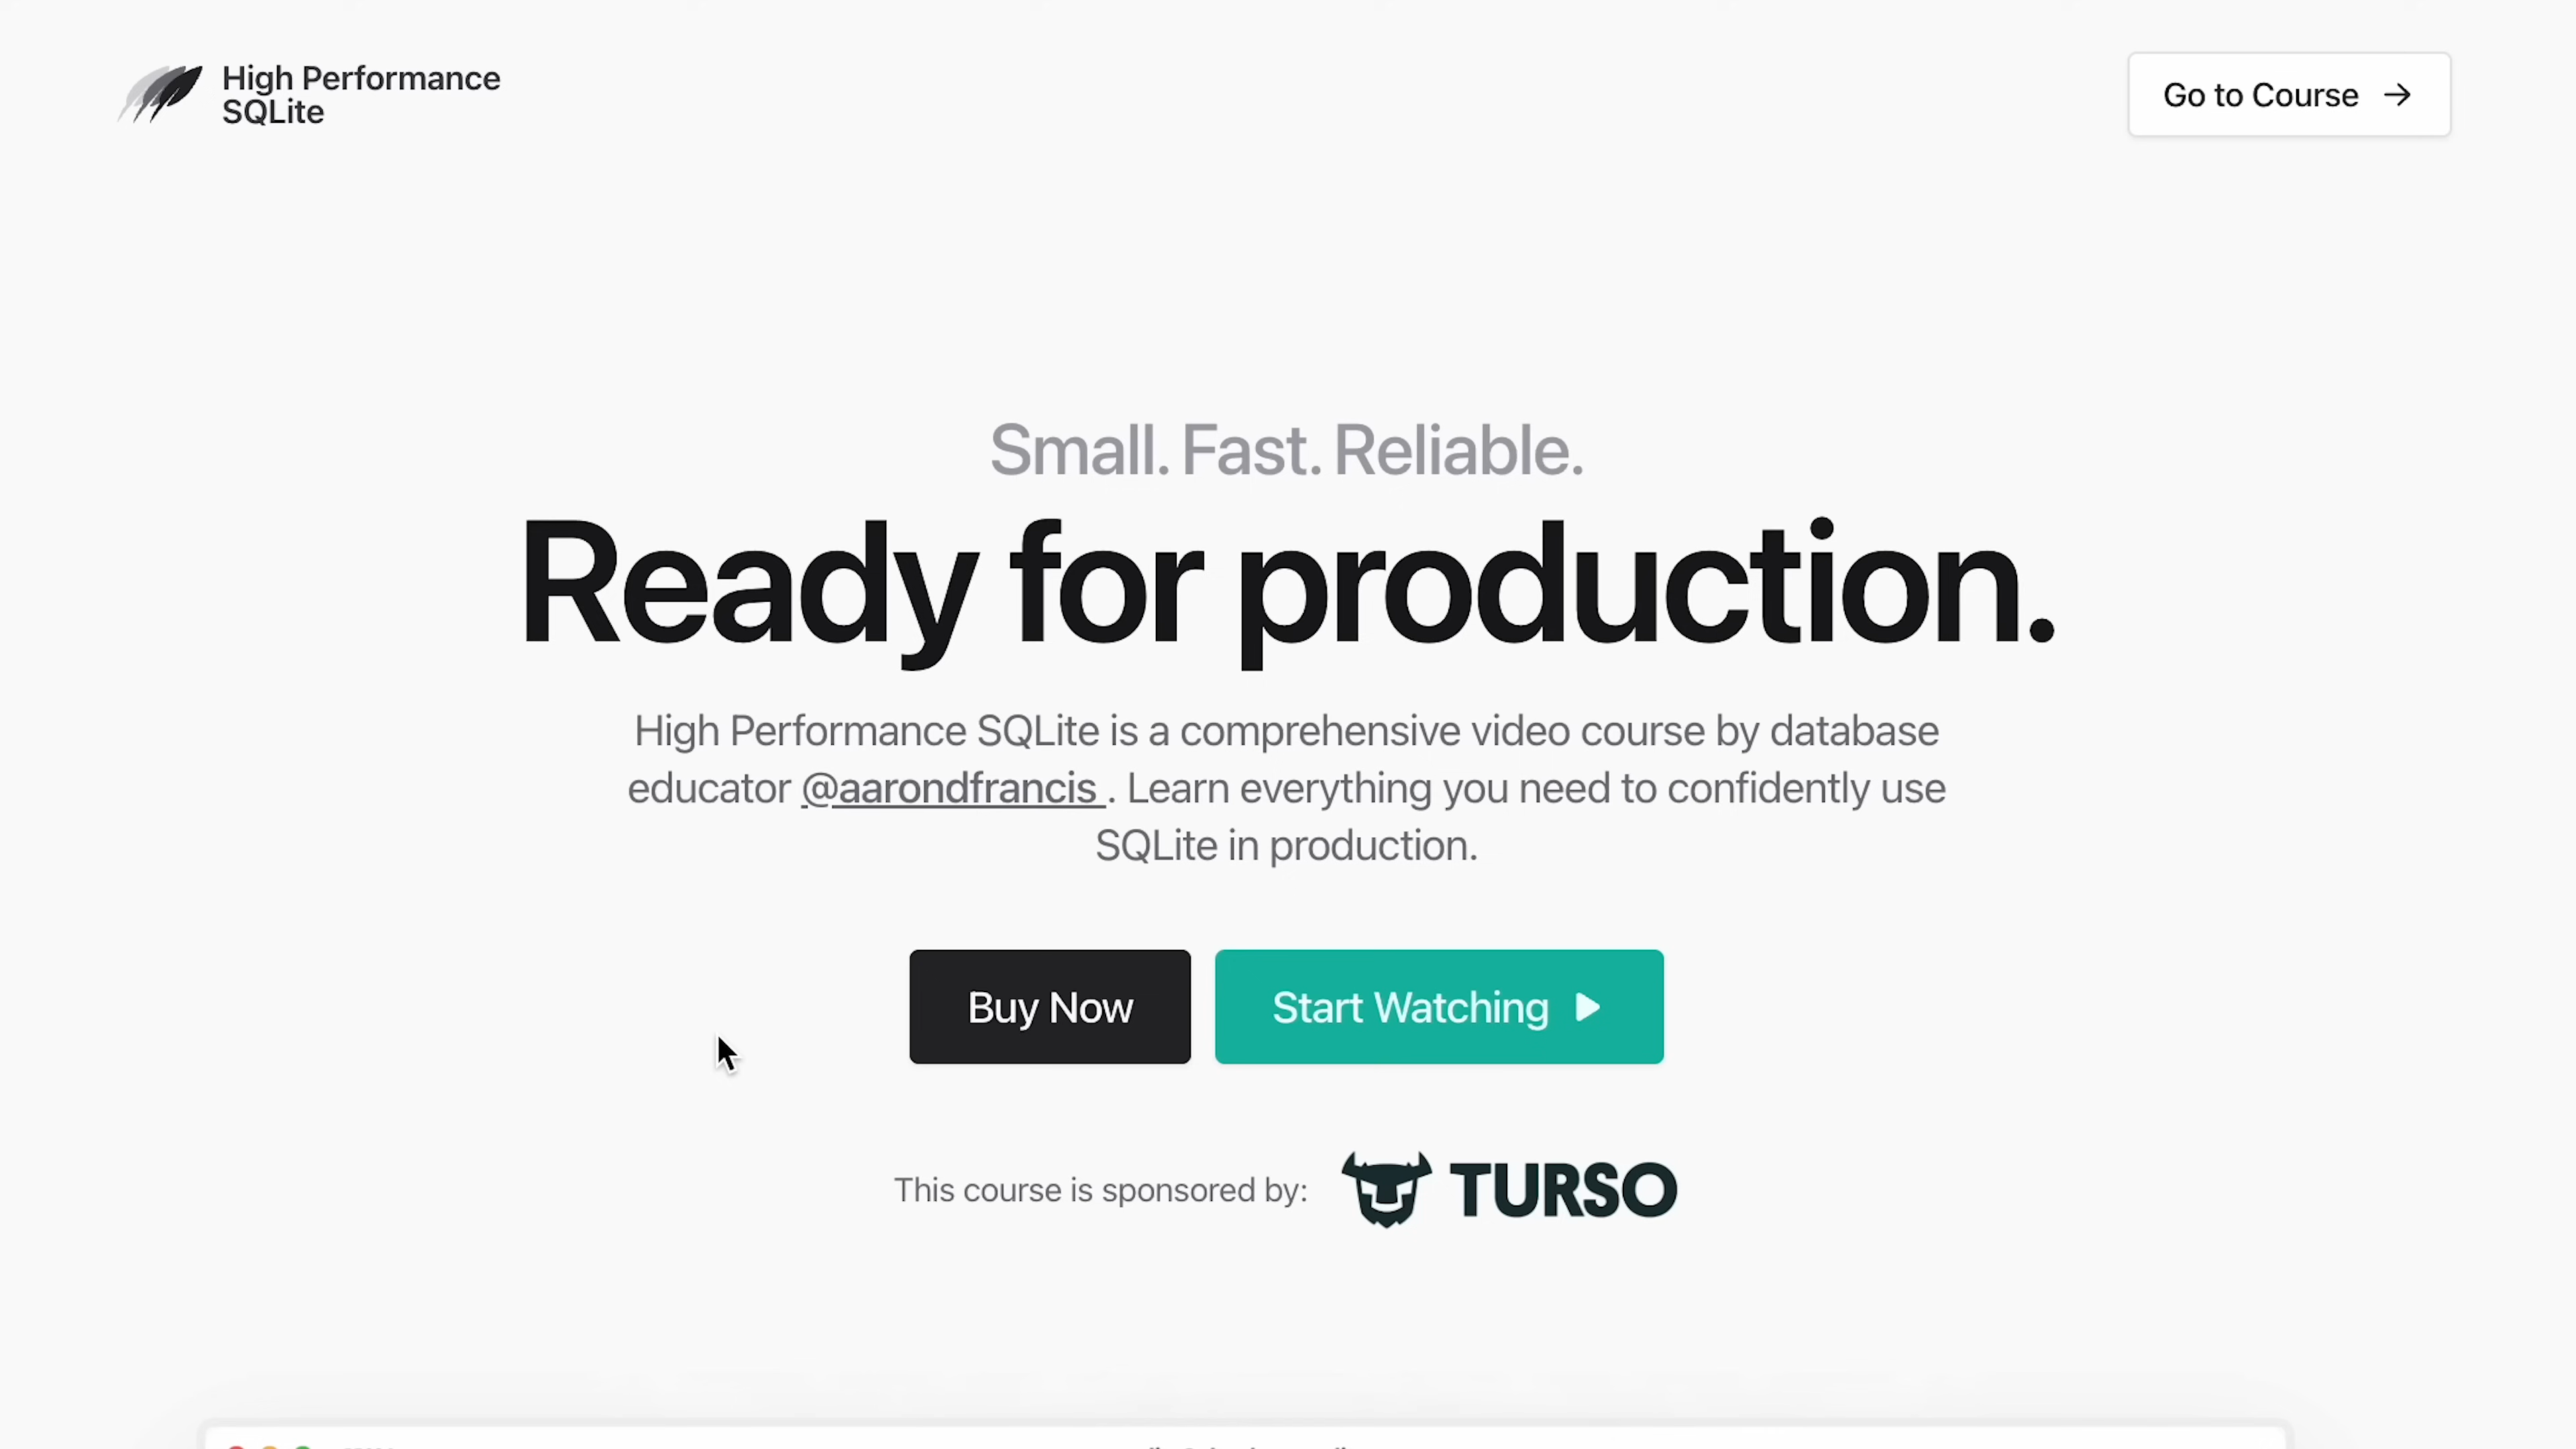 High Performance
SQLite
Go to Course
Small. Fast. Reliable.
Ready for production.
High Performance SQLite is a comprehensive video course by database
educator @aarondfrancis . Learn everything you need to confidently use
SQLite in production.
Buy Now
Start Watching
This course is sponsored by:
TURSO